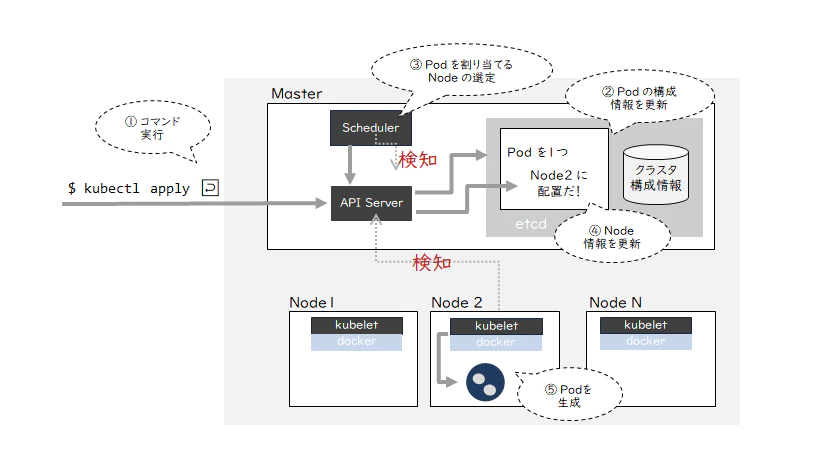 ③ Pod を割り当てる
Node の選定
Master
② Pod の構成
情報を更新
① コマンド
実行
Scheduler
検知
Pod を1つ
Node2 に
配置だ!
クラスタ
構成情報
$ kubectl apply
API Server
etcd
④ Node
情報を更新
検知
Node1
Node 2
Node N
kubelet
kubelet
kubelet
docker
docker
docker
⑤ Podを
生成